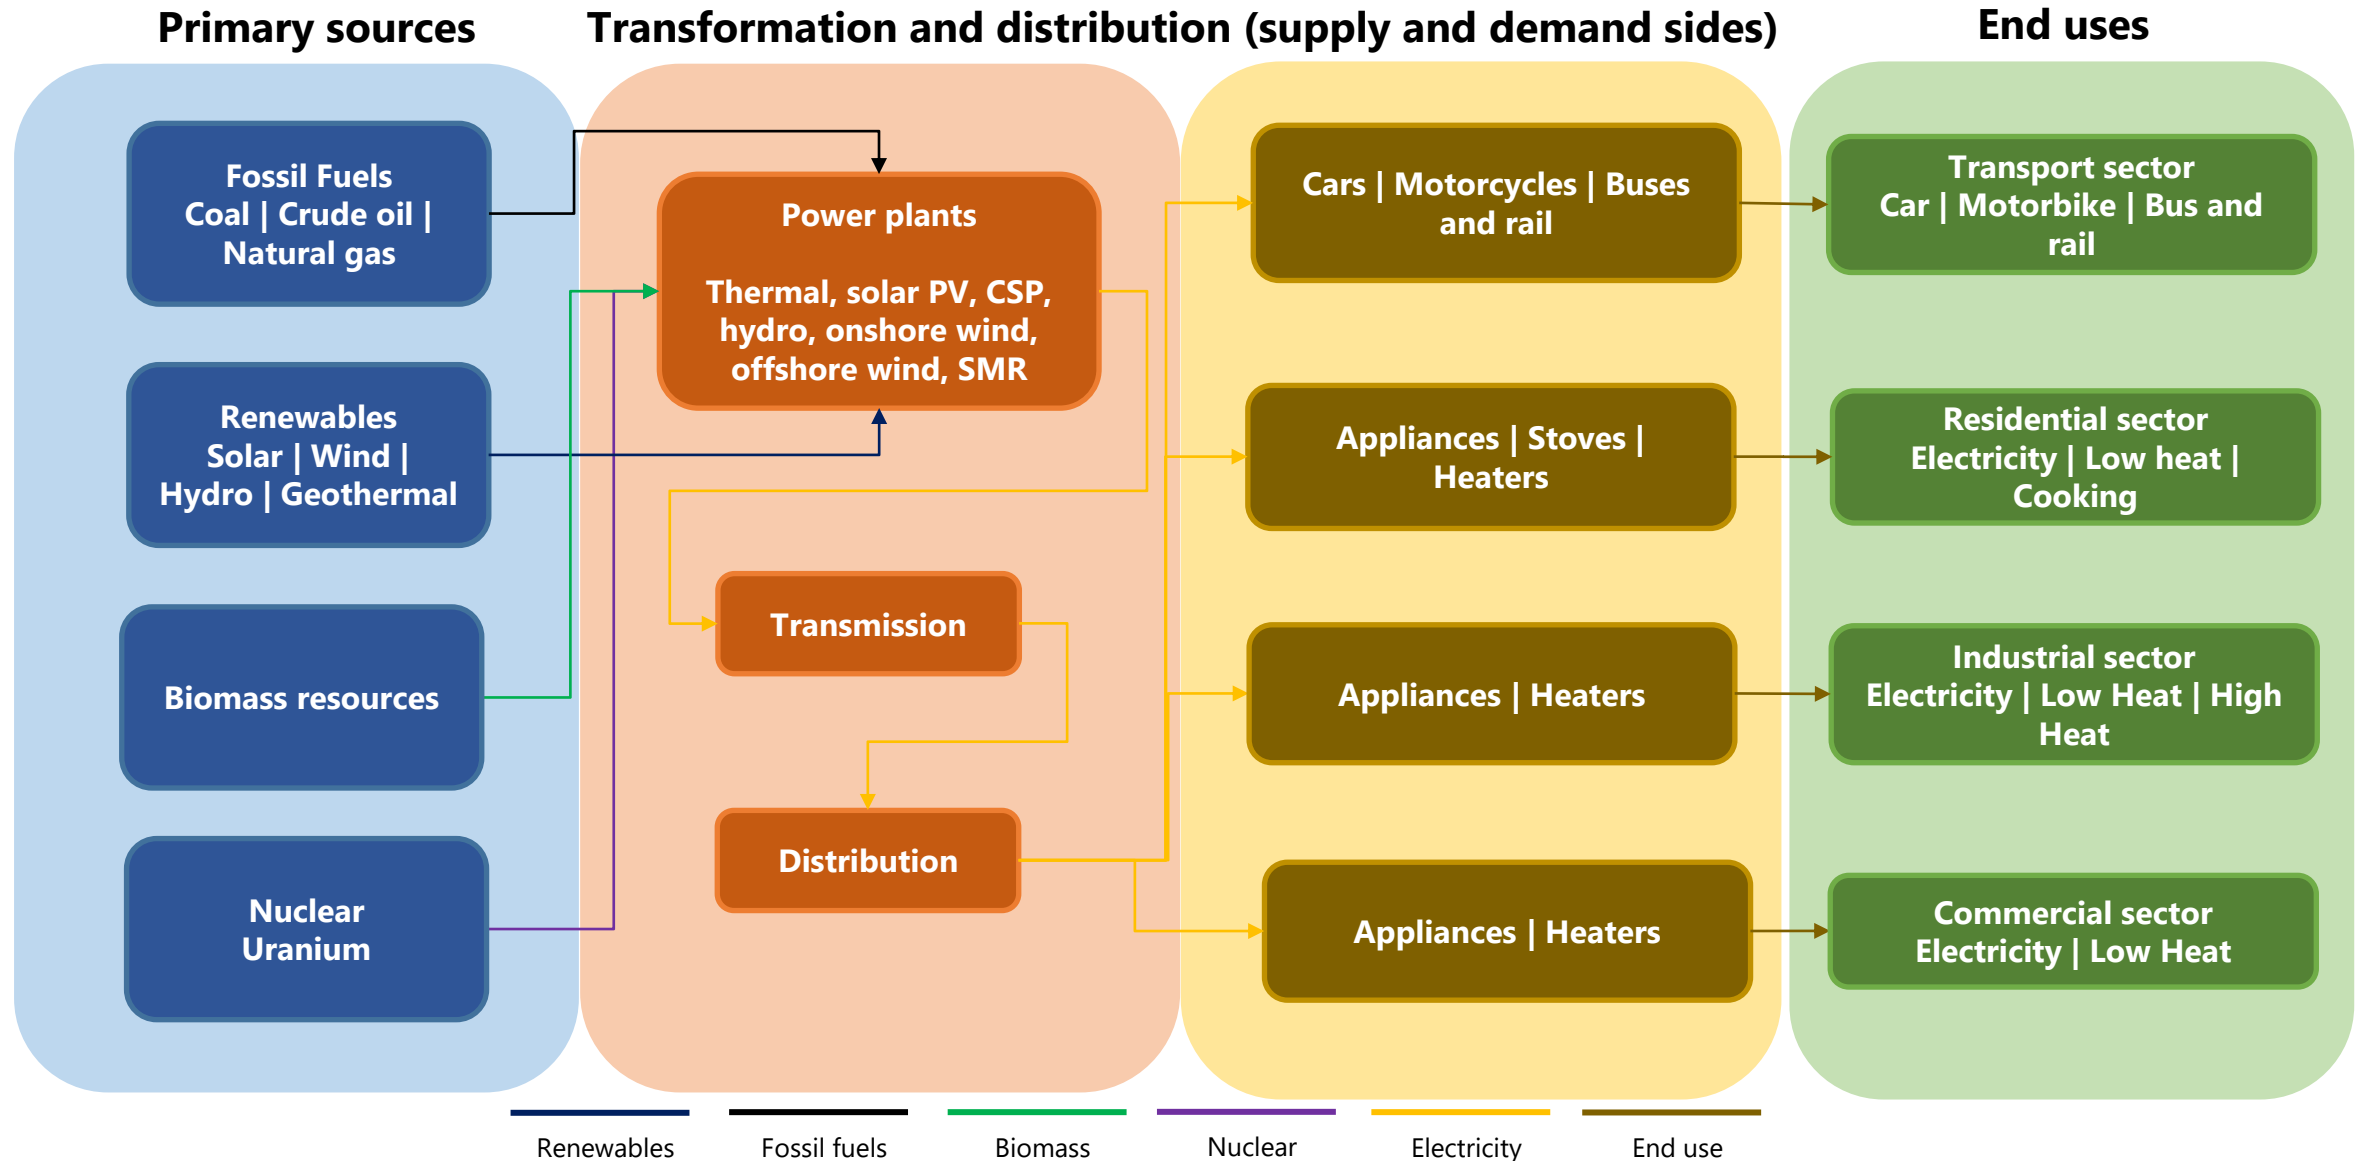 Primary sources
Transformation and distribution (supply and demand sides)
End uses
Fossil Fuels
Coal | Crude oil |
Natural gas
Renewables
Solar | Wind |
Hydro | Geothermal
Biomass resources
Nuclear
Uranium
Power plants
Thermal, solar PV, CSP,
hydro, onshore wind,
offshore wind, SMR
Transmission
Distribution
Cars | Motorcycles | Buses
and rail
Appliances | Stoves |
Heaters
Appliances | Heaters
Appliances | Heaters
Transport sector
Car | Motorbike | Bus and
rail
Residential sector
Electricity | Low heat |
Cooking
Industrial sector
Electricity | Low Heat | High
Heat
Commercial sector
Electricity | Low Heat
Renewables
Fossil fuels
Biomass
Nuclear
Electricity
End use